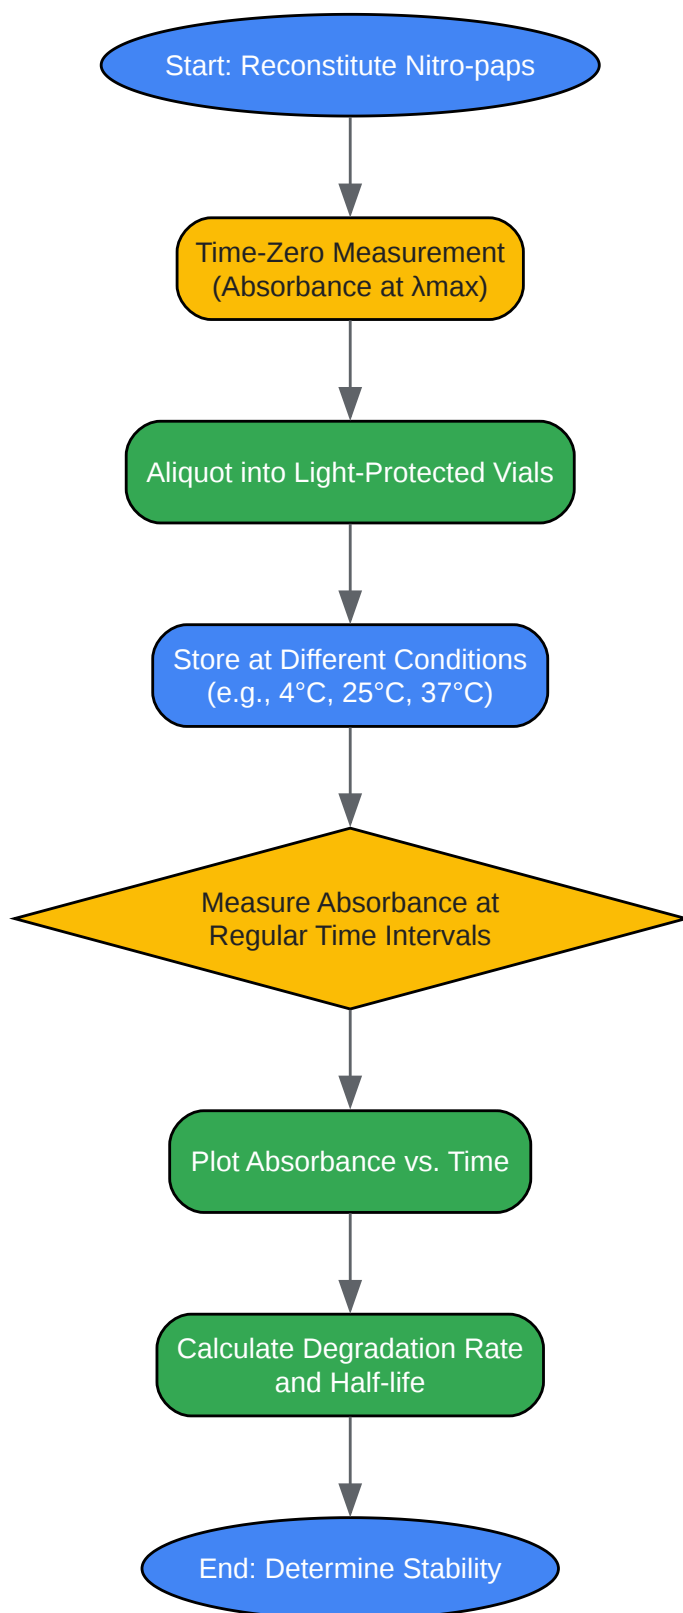 Start: Reconstitute Nitro-paps
Time-Zero Measurement
(Absorbance at λmax)
Aliquot into Light-Protected Vials
Store at Different Conditions
(e.g., 4°C, 25°C, 37°C)
Measure Absorbance at
Regular Time Intervals
Plot Absorbance vs. Time
Calculate Degradation Rate
and Half-life
End: Determine Stability